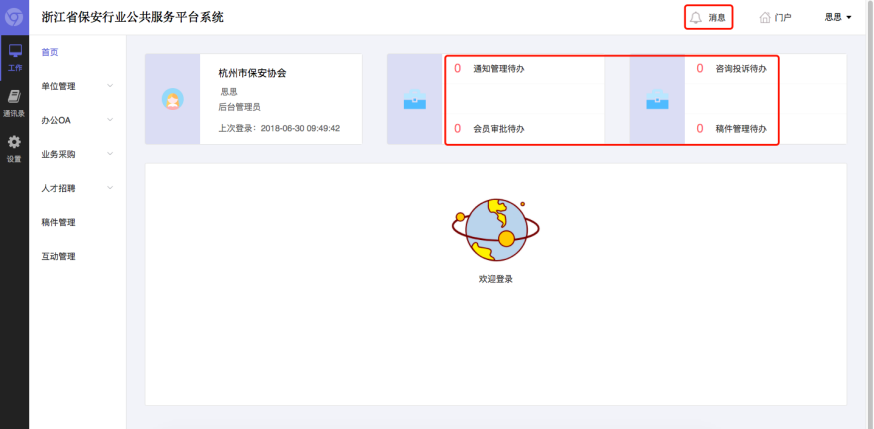 浙江省保安行业公共服务平台系统
消息
门户
思思
工作
通讯录
设置
首页
单位管理
办公OA
业务采购
人才招聘
稿件管理
互动管理
杭州市保安协会
思思
后台管理员
上次登录：2018-06-30 09:49:42
0 通知管理待办
0 会员审批待办
0 咨询投诉待办
0 稿件管理待办
欢迎登录